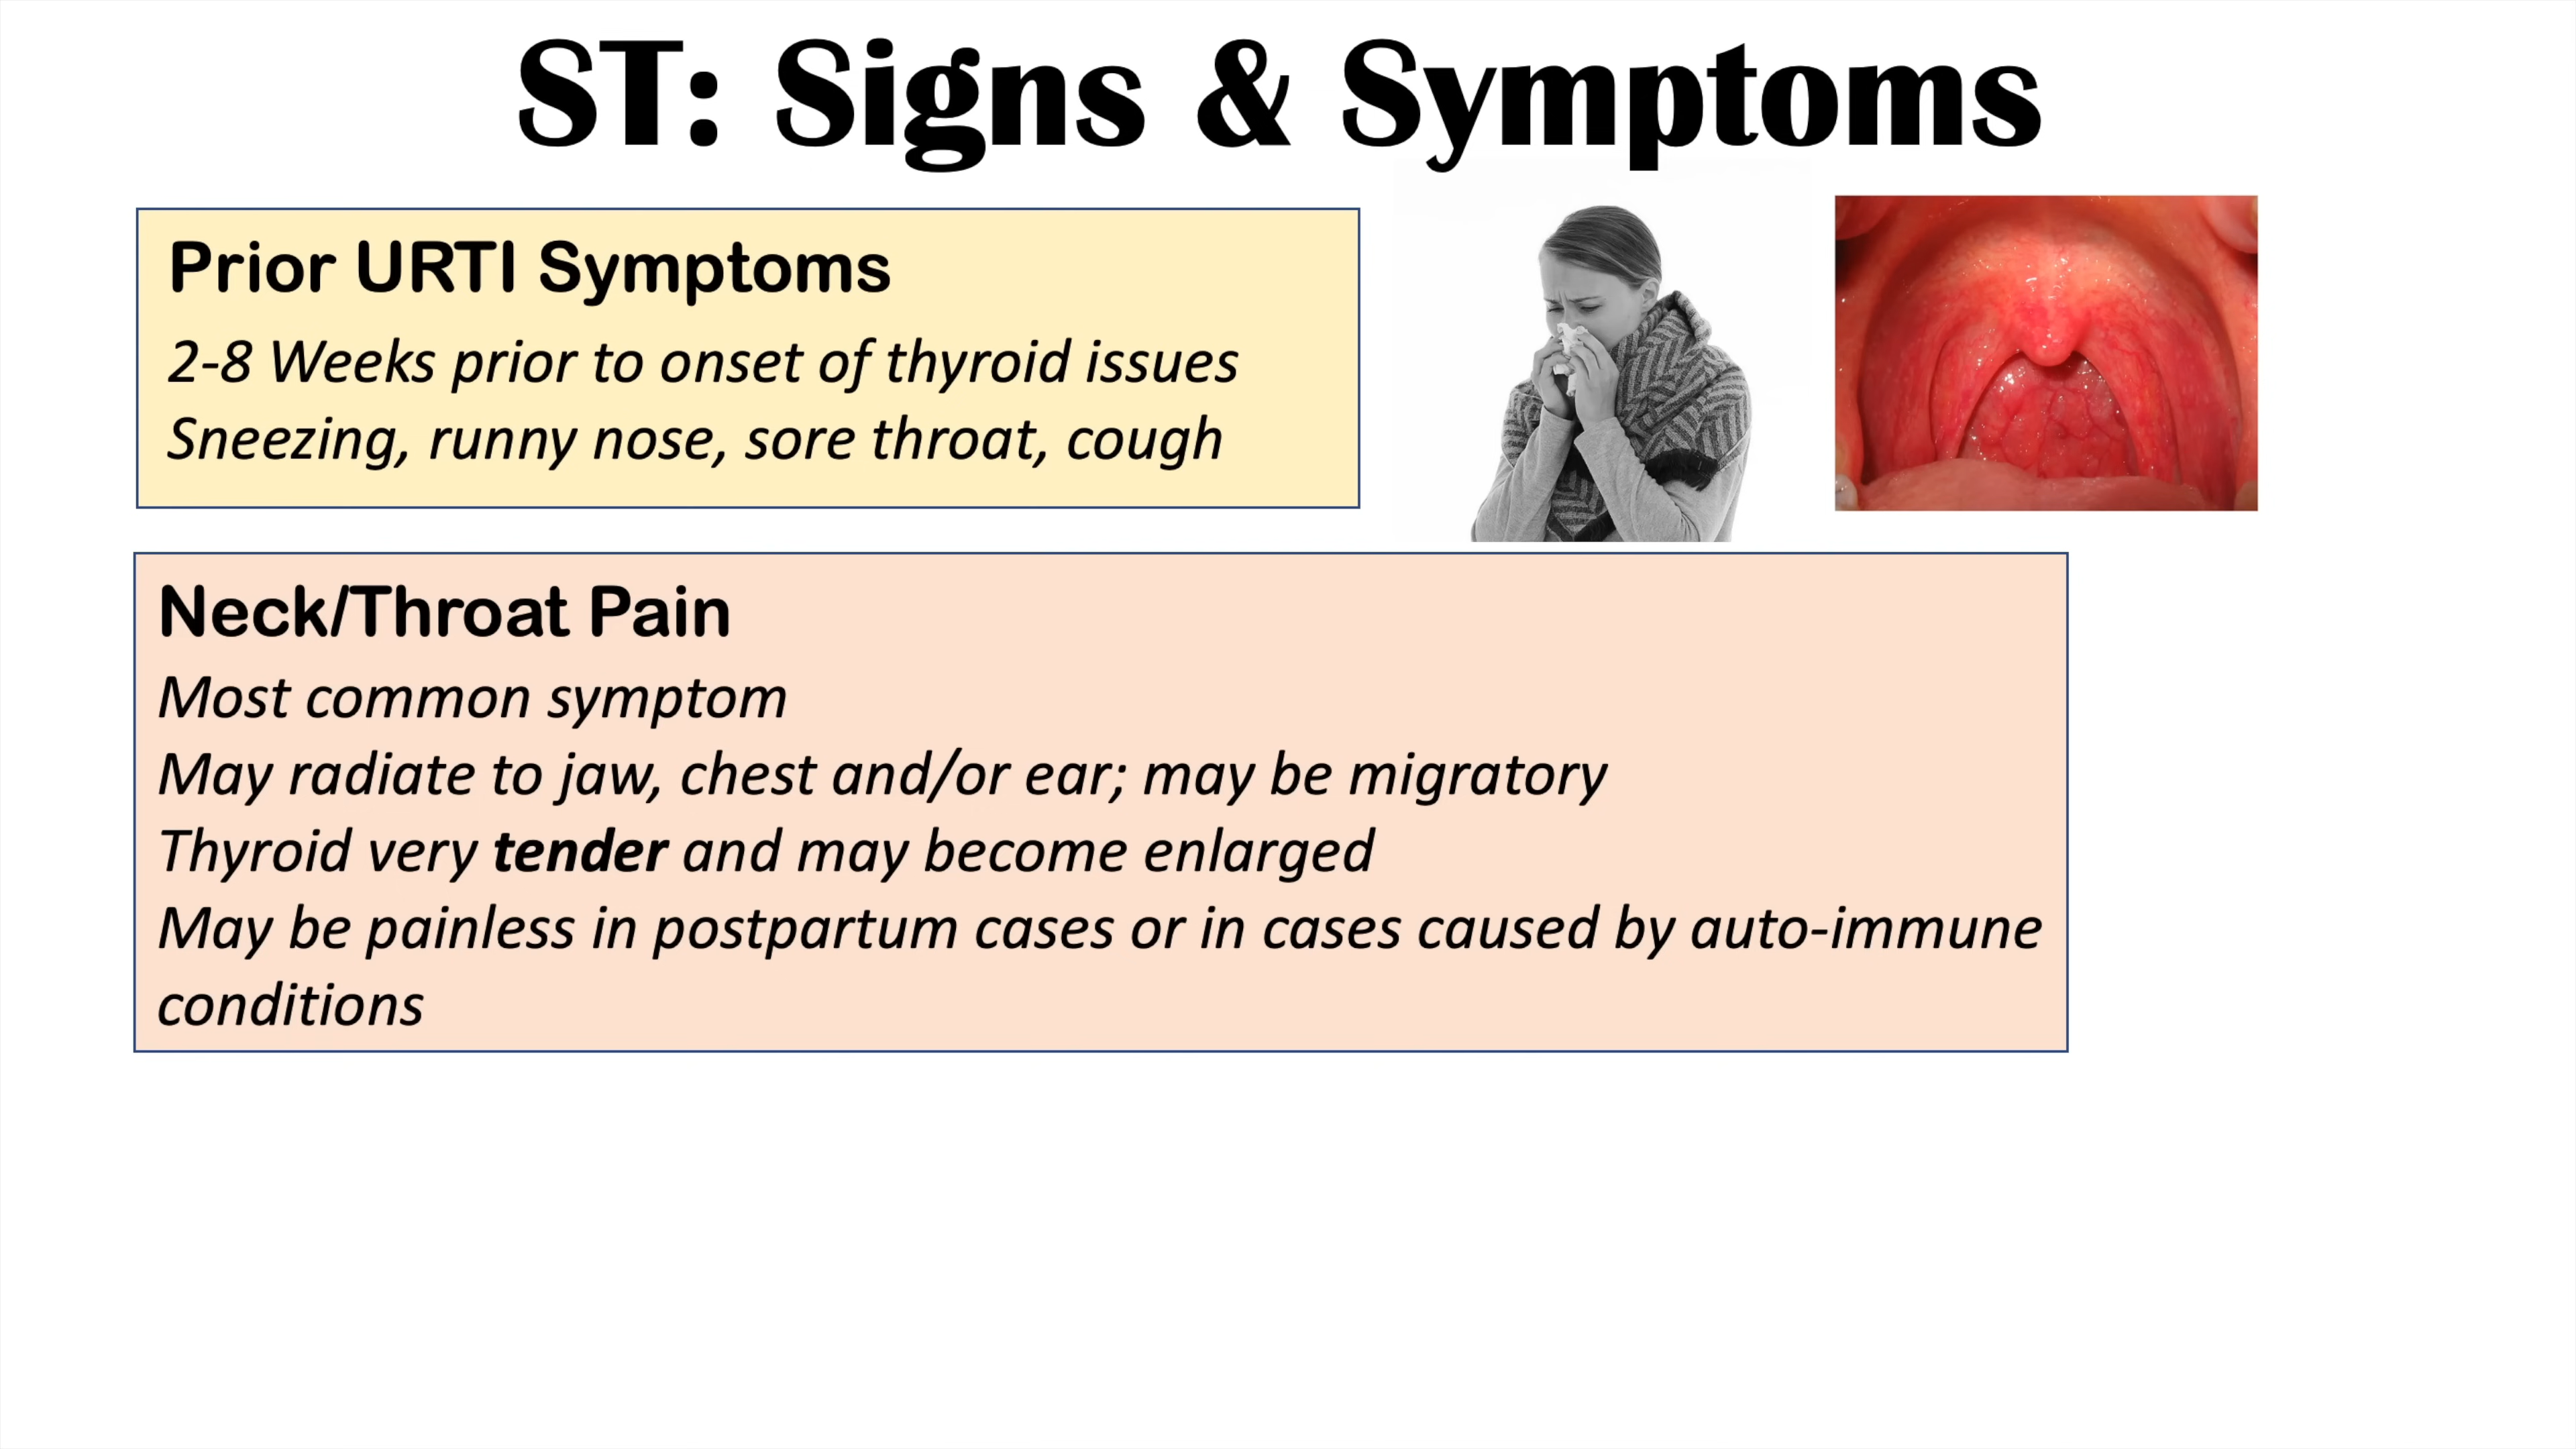 ST: Signs & Symptoms
Prior URTI Symptoms
2-8 Weeks prior to onset of thyroid issues
Sneezing, runny nose, sore throat, cough
Neck/Throat Pain
Most common symptom
May radiate to jaw, chest and/or ear; may be migratory
Thyroid very tender and may become enlarged
May be painless in postpartum cases or in cases caused by auto-immune
conditions